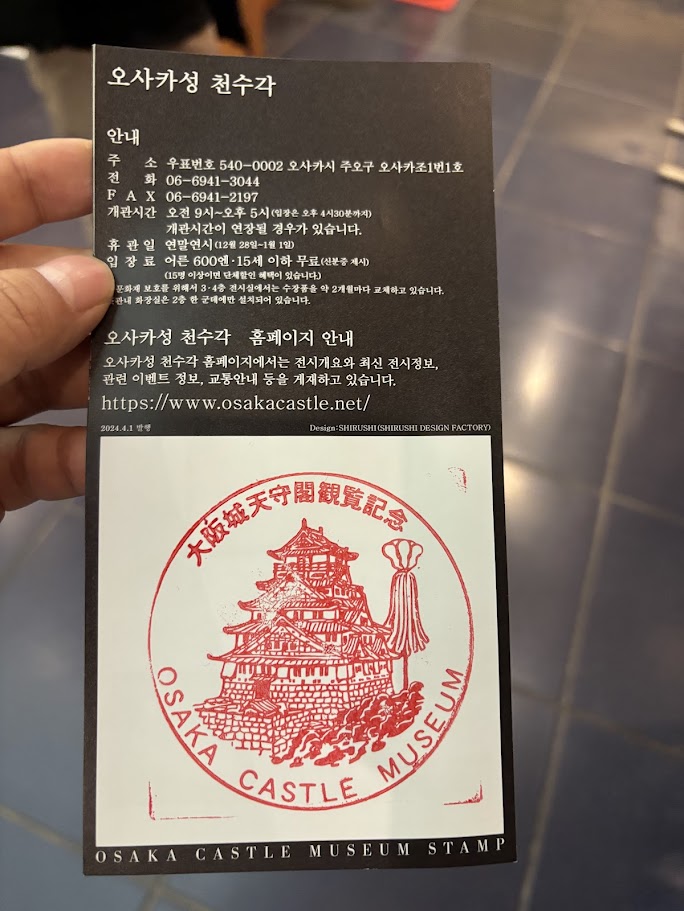 오사카성 천수각
안내
주 소 우표번호 540-0002 오사카시 주오구 오사카조1번1호
전 화 06-6941-3044
F A X 06-6941-2197
개관시간 오전 9시~오후 5시(입장은 오후 4시30분까지)
개관시간이 연장될 경우가 있습니다.
휴 관 일 연말연시(12월 28일~1월 1일)
입 장 료 어른 600엔·15세 이하 무료(신분증 제시)
(15명 이상이면 단체할인 혜택이 있습니다.)
문화재 보호를 위해서 3·4층 전시실에서는 수장품을 약 2개월마다 교체하고 있습니다.
관내 화장실은 2층 한 군데에만 설치되어 있습니다.
오사카성 천수각 홈페이지 안내
오사카성 천수각 홈페이지에서는 전시개요와 최신 전시정보,
관련 이벤트 정보, 교통안내 등을 게재하고 있습니다.
https://www.osakacastle.net/
2024.4.1 발행 Design:SHIRUSHI(SHIRUSHI DESIGN FACTORY)
大阪城天守閣観覧記念
OSAKA CASTLE MUSEUM
OSAKA CASTLE MUSEUM STAMP